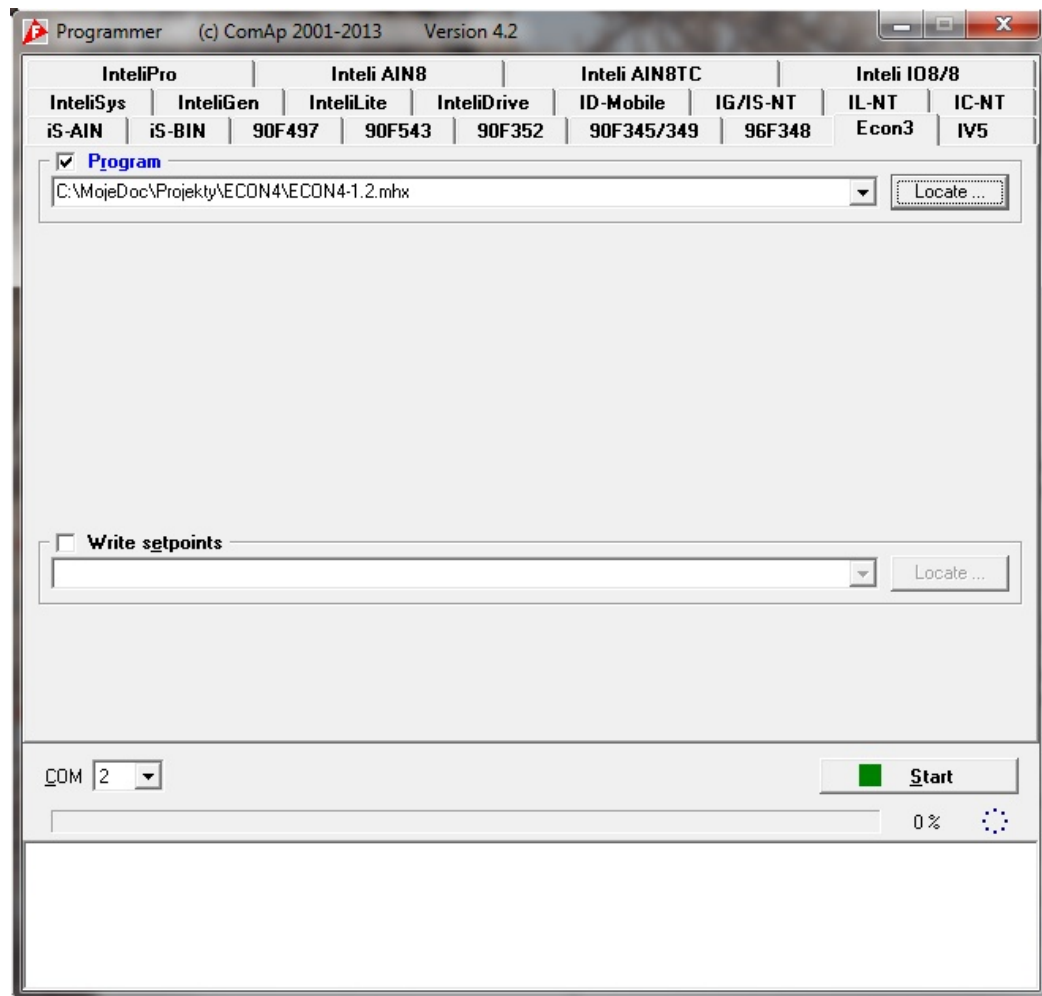 Programmer (c) ComAp 2001-2013 Version 4.2
InteliPro Inteli AIN8 Inteli AIN8TC Inteli IO8/8
InteliSys InteliGen InteliLite InteliDrive ID-Mobile IG/IS-NT IL-NT IC-NT
iS-AIN iS-BIN 90F497 90F543 90F352 90F345/349 96F348 Econ3 IV5
Program
C:\MojeDoc\Projekty\ECON4\ECON4-1.2.mhx Locate ...
Write setpoints
Locate ...
COM 2 Start
0 %